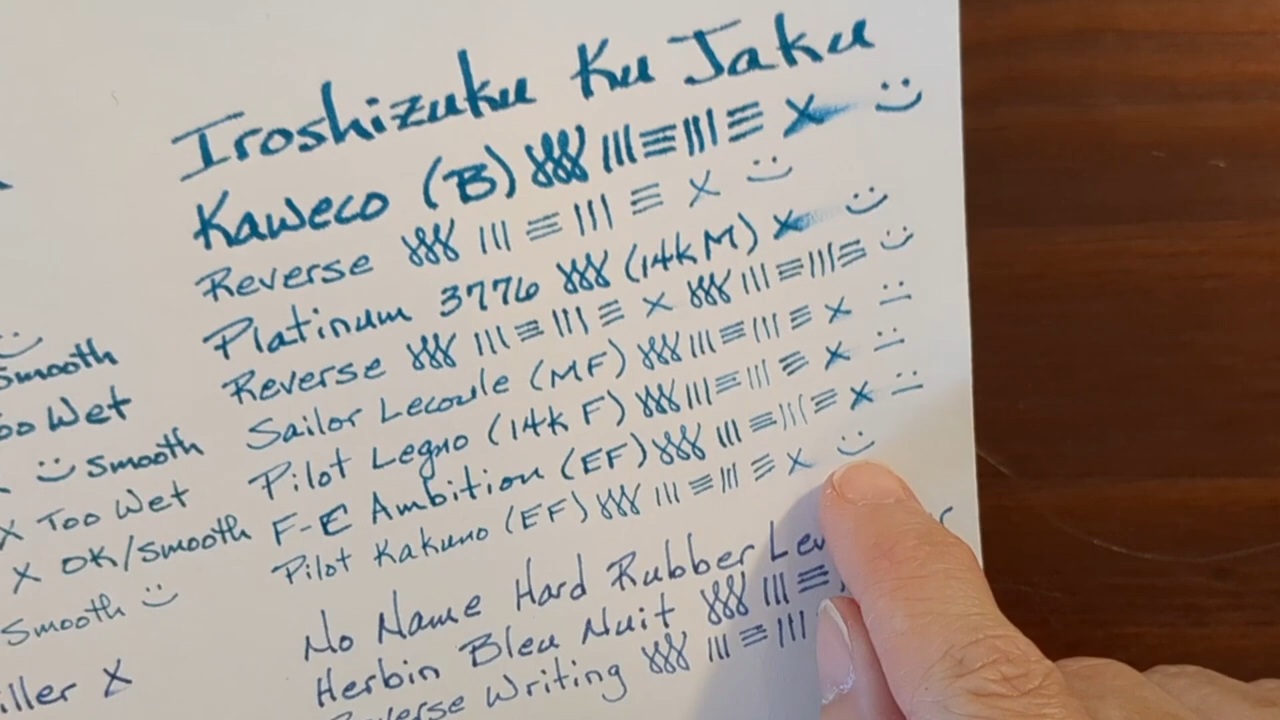 Smooth
Too Wet
Smooth
X Too Wet
X OK/Smooth
Smooth
X
Iroshizuku Ku Jaku
Kaweco (B) X
Reverse X
Platinum 3776 (14k M) X
Reverse X
Sailor Lecoule (MF) X
Pilot Legno (14k F) X
F-E Ambition (EF) X
Pilot Kakuno (EF) X
No Name Hard Rubber
Herbin Bleu Nuit
Reverse Writing